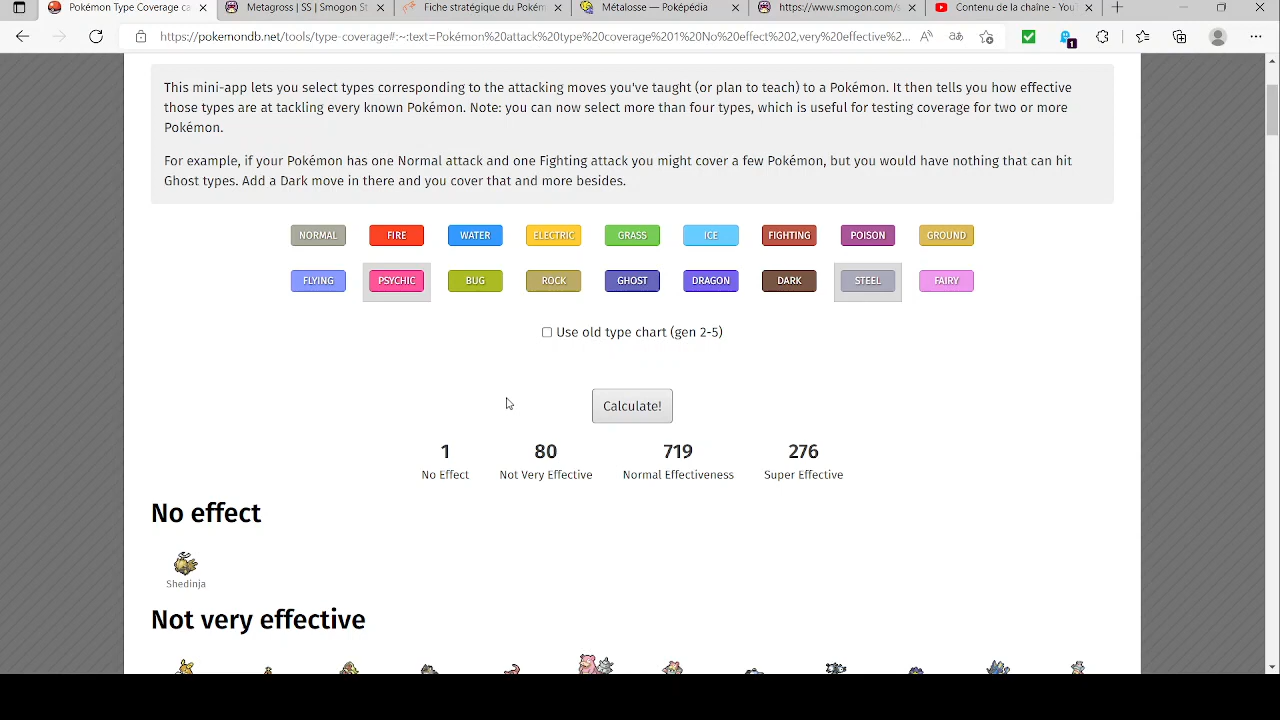 Pokémon Type Coverage ca
Metagross | SS | Smogon St
Fiche stratégique du Pokém
Métalosse — Poképédia
https://www.smogon.com/s
Contenu de la chaîne - You
https://pokemondb.net/tools/type-coverage#:~:text=Pokémon%20attack%20type%20coverage%201%20No%20effect%202,very%20effective%...
1
This mini-app lets you select types corresponding to the attacking moves you've taught (or plan to teach) to a Pokémon. It then tells you how effective
those types are at tackling every known Pokémon. Note: you can now select more than four types, which is useful for testing coverage for two or more
Pokémon.
For example, if your Pokémon has one Normal attack and one Fighting attack you might cover a few Pokémon, but you would have nothing that can hit
Ghost types. Add a Dark move in there and you cover that and more besides.
NORMAL FIRE WATER ELECTRIC GRASS ICE FIGHTING POISON GROUND
FLYING PSYCHIC BUG ROCK GHOST DRAGON DARK STEEL FAIRY
Use old type chart (gen 2-5)
Calculate!
1 80 719 276
No Effect Not Very Effective Normal Effectiveness Super Effective
No effect
Shedinja
Not very effective